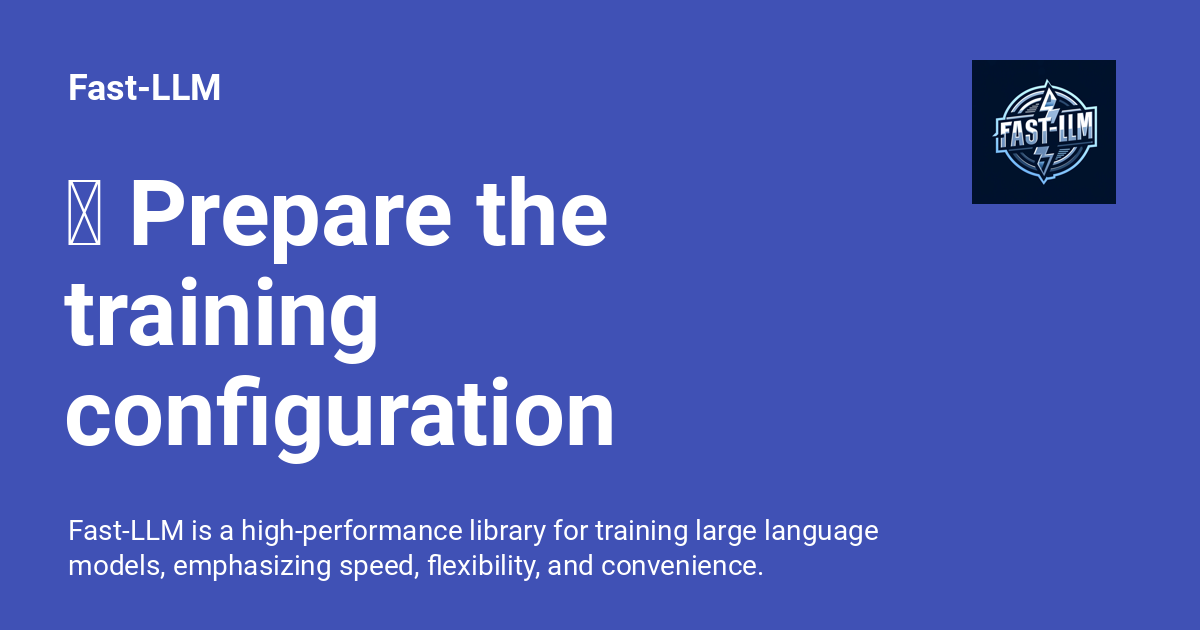 Fast-LLM
FAST-LLM
Prepare the
training
configuration
Fast-LLM is a high-performance library for training large language
models, emphasizing speed, flexibility, and convenience.